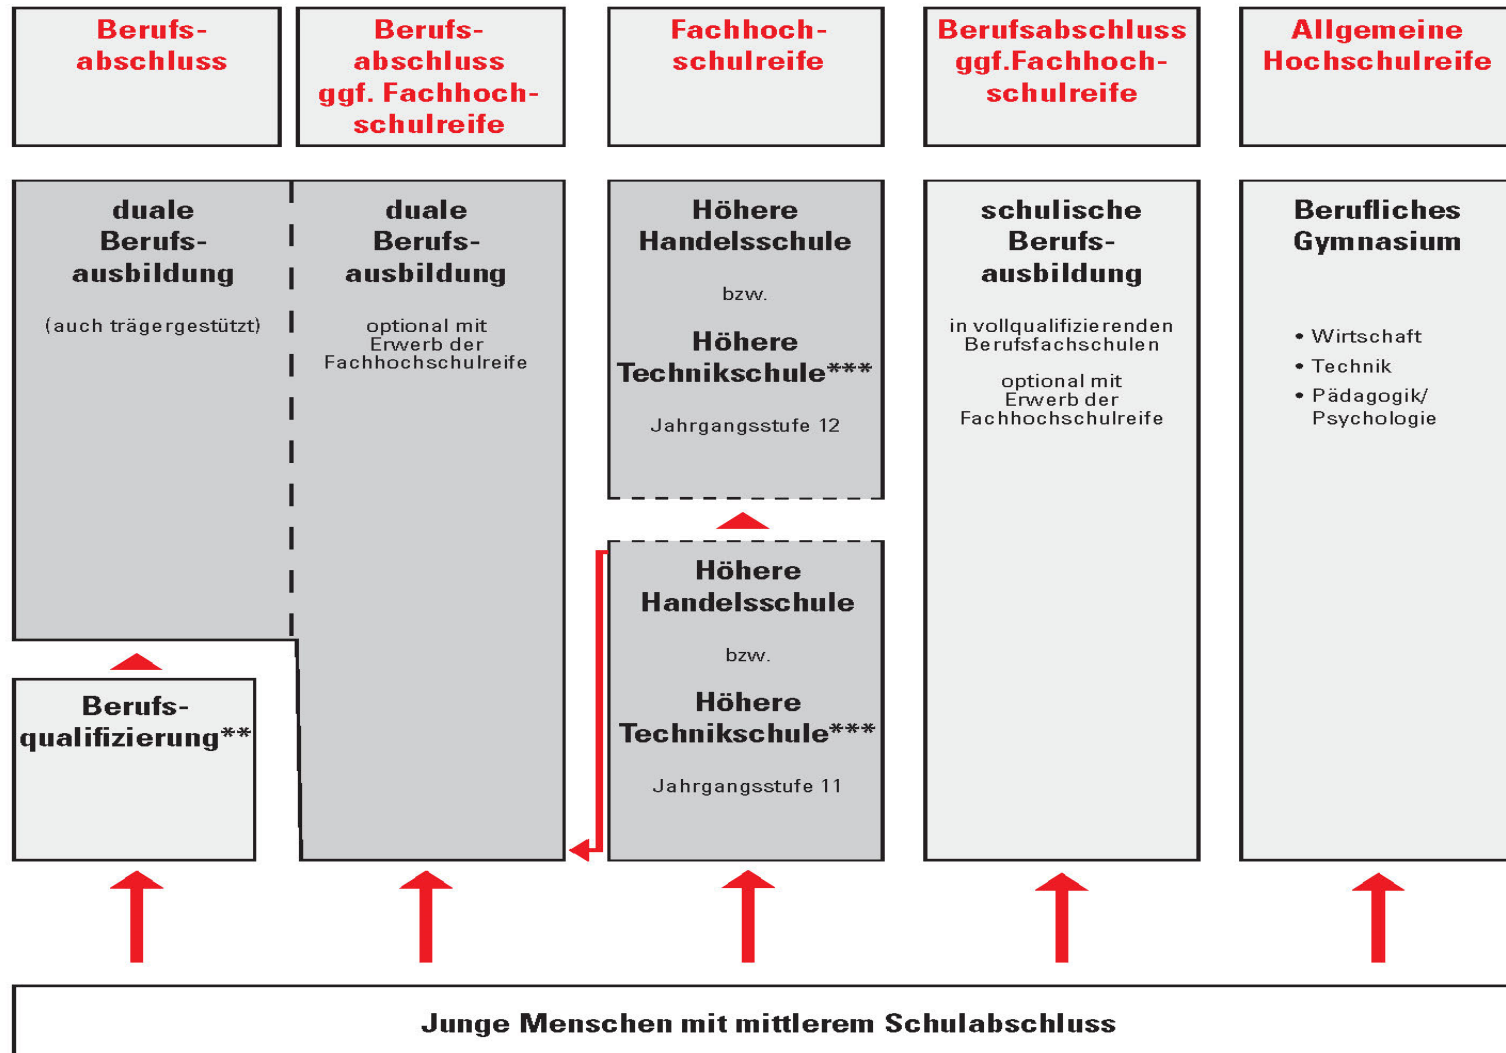 Berufs-
abschluss
Berufs-
abschluss
ggf. Fachhoch-
schulreife
Fachhoch-
schulreife
Berufsabschluss
ggf.Fachhoch-
schulreife
Allgemeine
Hochschulreife
duale
Berufs-
ausbildung
(auch trägergestützt)
duale
Berufs-
ausbildung
optional mit
Erwerb der
Fachhochschulreife
Höhere
Handelsschule
bzw.
Höhere
Technikschule***
Jahrgangsstufe 12
schulische
Berufs-
ausbildung
in vollqualifizierenden
Berufsfachschulen
optional mit
Erwerb der
Fachhochschulreife
Berufliches
Gymnasium
• Wirtschaft
• Technik
• Pädagogik/
Psychologie
Höhere
Handelsschule
bzw.
Höhere
Technikschule***
Jahrgangsstufe 11
Berufs-
qualifizierung**
Junge Menschen mit mittlerem Schulabschluss